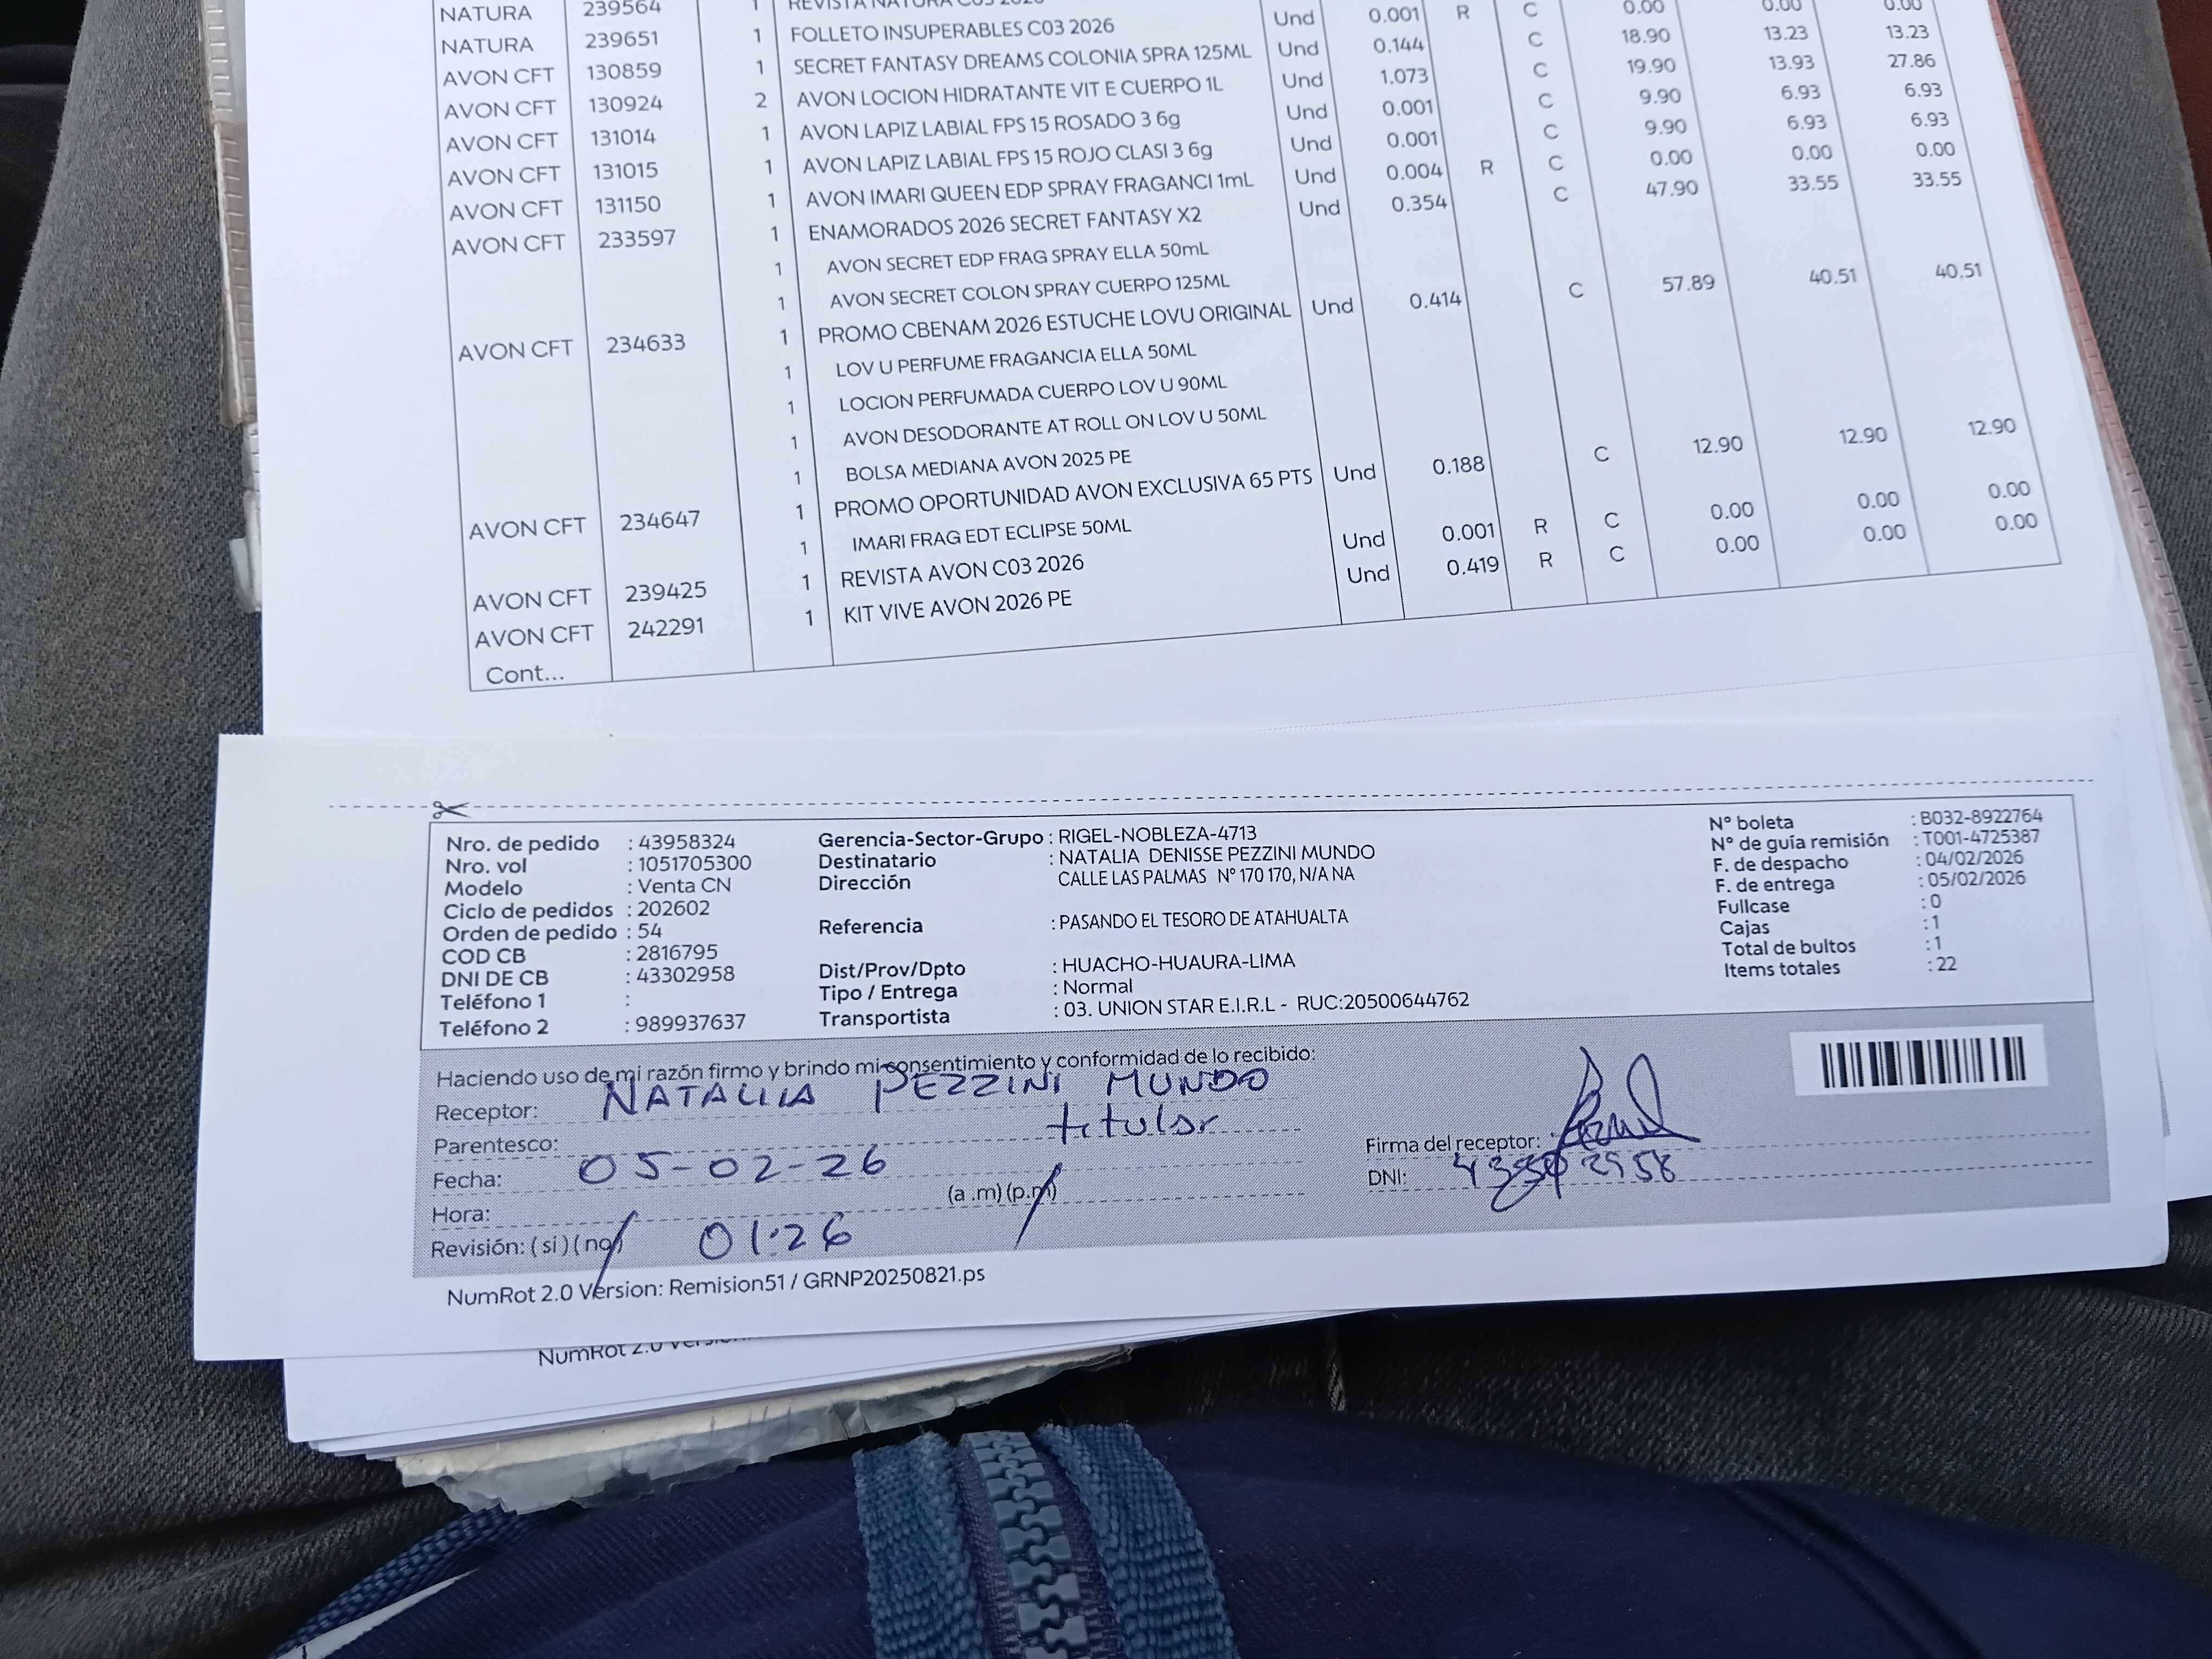 NATURA 239564 1 REVISTA NATURA C03 2026 Und 0.001 R C 0.00 0.00 0.00
NATURA 239651 1 FOLLETO INSUPERABLES C03 2026
AVON CFT 130859 1 SECRET FANTASY DREAMS COLONIA SPRA 125ML Und 0.144 C 18.90 13.23 13.23
AVON CFT 130924 2 AVON LOCION HIDRATANTE VIT E CUERPO 1L Und 1.073 C 19.90 13.93 27.86
AVON CFT 131014 1 AVON LAPIZ LABIAL FPS 15 ROSADO 3 6g Und 0.001 C 9.90 6.93 6.93
AVON CFT 131015 1 AVON LAPIZ LABIAL FPS 15 ROJO CLASI 3 6g Und 0.001 C 9.90 6.93 6.93
AVON CFT 131150 1 AVON IMARI QUEEN EDP SPRAY FRAGANCI 1mL Und 0.004 R C 0.00 0.00 0.00
AVON CFT 233597 1 ENAMORADOS 2026 SECRET FANTASY X2 Und 0.354 C 47.90 33.55 33.55
1 AVON SECRET EDP FRAG SPRAY ELLA 50mL
1 AVON SECRET COLON SPRAY CUERPO 125ML
AVON CFT 234633 1 PROMO CBENAM 2026 ESTUCHE LOVU ORIGINAL Und 0.414 C 57.89 40.51 40.51
1 LOV U PERFUME FRAGANCIA ELLA 50ML
1 LOCION PERFUMADA CUERPO LOV U 90ML
1 AVON DESODORANTE AT ROLL ON LOV U 50ML
1 BOLSA MEDIANA AVON 2025 PE
AVON CFT 234647 1 PROMO OPORTUNIDAD AVON EXCLUSIVA 65 PTS Und 0.188 C 12.90 12.90 12.90
1 IMARI FRAG EDT ECLIPSE 50ML
AVON CFT 239425 1 REVISTA AVON C03 2026 Und 0.001 R C 0.00 0.00 0.00
AVON CFT 242291 1 KIT VIVE AVON 2026 PE Und 0.419 R C 0.00 0.00 0.00
Cont...
Nro. de pedido : 43958324 Gerencia-Sector-Grupo : RIGEL-NOBLEZA-4713 N° boleta : B032-8922764
Nro. vol : 1051705300 Destinatario : NATALIA DENISSE PEZZINI MUNDO N° de guía remisión : T001-4725387
Modelo : Venta CN Dirección CALLE LAS PALMAS N° 170 170, N/A NA F. de despacho : 04/02/2026
Ciclo de pedidos : 202602 F. de entrega : 05/02/2026
Orden de pedido : 54 Referencia : PASANDO EL TESORO DE ATAHUALTA Fullcase : 0
COD CB : 2816795 Cajas : 1
DNI DE CB : 43302958 Dist/Prov/Dpto : HUACHO-HUAURA-LIMA Total de bultos : 1
Teléfono 1 : Tipo / Entrega : Normal Items totales : 22
Teléfono 2 : 989937637 Transportista : 03. UNION STAR E.I.R.L - RUC:20500644762
Haciendo uso de mi razón firmo y brindo mi consentimiento y conformidad de lo recibido:
Receptor: NATALIA PEZZINI MUNDO
Parentesco: titular Firma del receptor:
Fecha: 05-02-26 DNI: 43302958
Hora: (a .m) (p.m)
Revisión: ( si ) ( no ) 01:26
NumRot 2.0 Version: Remision51 / GRNP20250821.ps
NumRot 2.0